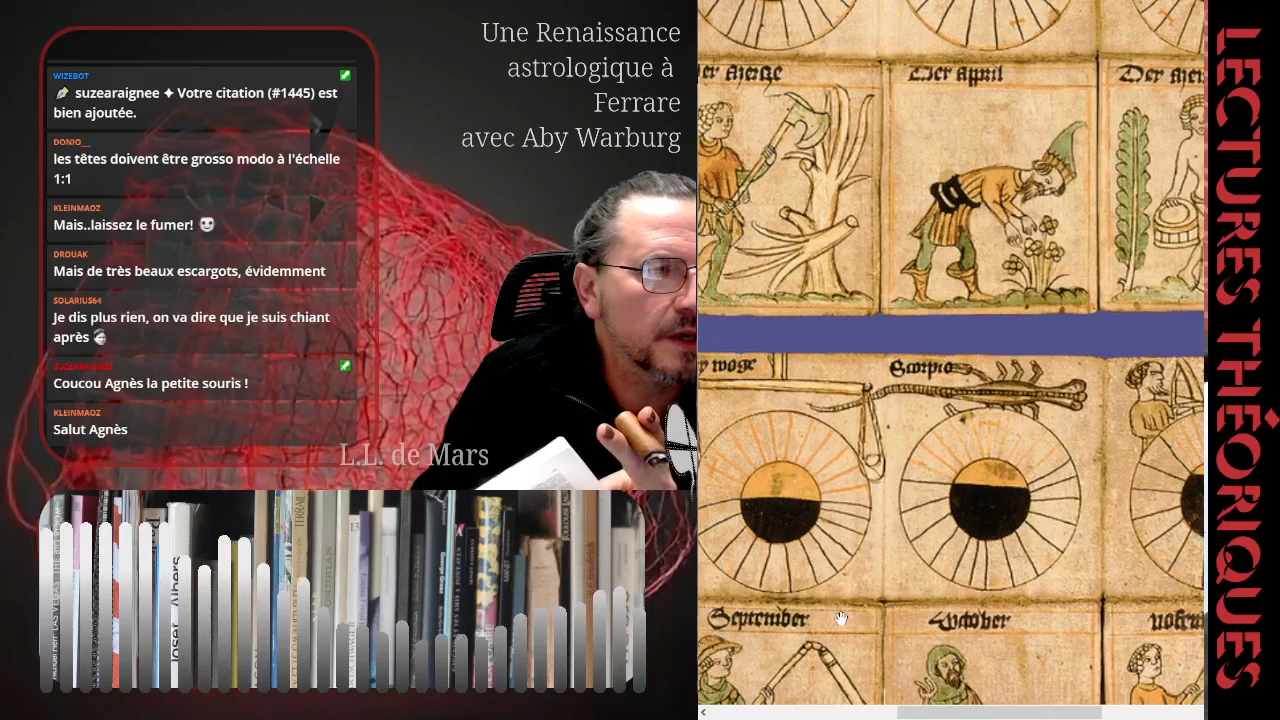 Une Renaissance
astrologique à
Ferrare
avec Aby Warburg
WIZEBOT
suzearaignee ✦ Votre citation (#1445) est
bien ajoutée.
DONIO__
les têtes doivent être grosso modo à l'échelle
1:1
KLEINMAOZ
Mais..laissez le fumer!
DROUAK
Mais de très beaux escargots, évidemment
SOLARIUS64
Je dis plus rien, on va dire que je suis chiant
après
Coucou Agnès la petite souris !
KLEINMAOZ
Salut Agnès
L.L. de Mars
Josef Albers
MANET
Der April
Scorpio
September
October
LECTURES THÉORIQUES